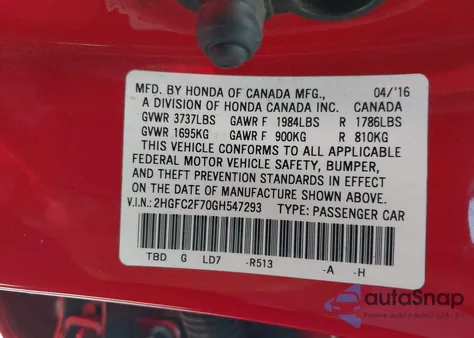 MFD. BY HONDA OF CANADA MFG., 04/'16
A DIVISION OF HONDA CANADA INC. CANADA
GVWR 3737LBS GAWR F 1984LBS R 1786LBS
GVWR 1695KG GAWR F 900KG R 810KG
THIS VEHICLE CONFORMS TO ALL APPLICABLE
FEDERAL MOTOR VEHICLE SAFETY, BUMPER,
AND THEFT PREVENTION STANDARDS IN EFFECT
ON THE DATE OF MANUFACTURE SHOWN ABOVE.
V.I.N.: 2HGFC2F70GH547293 TYPE: PASSENGER CAR
TBD G LD7 -R513 -A -H
autoSnap